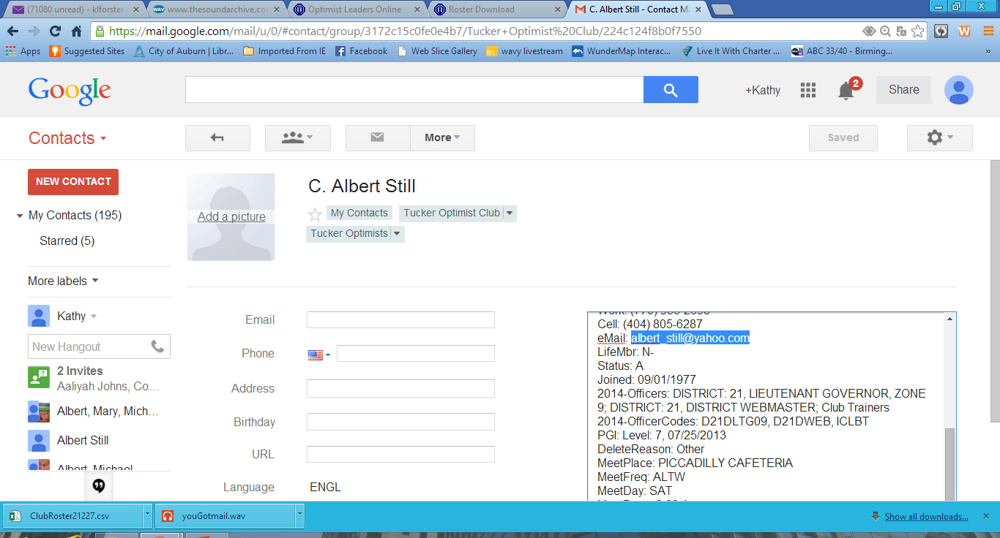 (71080 unread) - klforster
www.thesoundarchive.co
Optimist Leaders Online
Roster Download
C. Albert Still - Contact M
https://mail.google.com/mail/u/0/#contact/group/3172c15c0fe0e4b7/Tucker+Optimist%20Club/224c124f8b0f7550
Apps
Suggested Sites
City of Auburn | Libr...
Imported From IE
Facebook
Web Slice Gallery
wavy livestream
WunderMap Interac...
Live It With Charter ...
ABC 33/40 - Birming...
»
Google
+Kathy
2
Share
Contacts
More
Saved
NEW CONTACT
My Contacts (195)
Starred (5)
More labels
Kathy
New Hangout
2 Invites
Aaliyah Johns, Co...
Albert, Mary, Mich...
Albert Still
Albert, Michael
Add a picture
C. Albert Still
My Contacts
Tucker Optimist Club
Tucker Optimists
Email
Phone
Address
Birthday
URL
Language ENGL
Cell: (404) 805-6287
eMail: albert_still@yahoo.com
LifeMbr: N-
Status: A
Joined: 09/01/1977
2014-Officers: DISTRICT: 21, LIEUTENANT GOVERNOR, ZONE
9; DISTRICT: 21, DISTRICT WEBMASTER; Club Trainers
2014-OfficerCodes: D21DLTG09, D21DWEB, ICLBT
PGI: Level: 7, 07/25/2013
DeleteReason: Other
MeetPlace: PICCADILLY CAFETERIA
MeetFreq: ALTW
MeetDay: SAT
ClubRoster21227.csv
youGotmail.wav
Show all downloads...